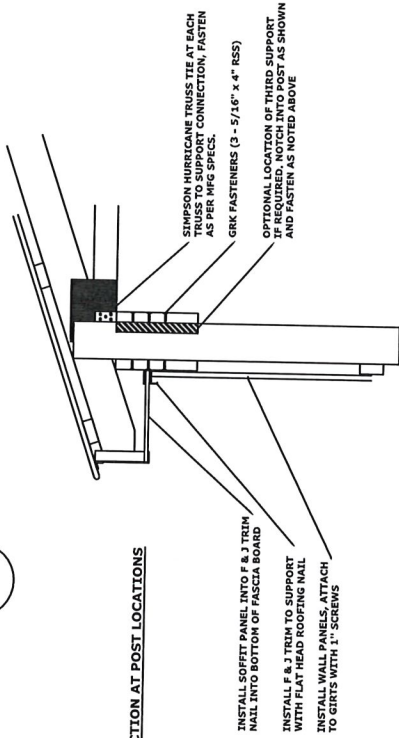 SIMPSON HURRICANE TRUSS TIE AT EACH
TRUSS TO SUPPORT CONNECTION, FASTEN
AS PER MFG SPECS.
GRK FASTENERS (3 - 5/16" x 4" RSS)
OPTIONAL LOCATION OF THIRD SUPPORT
IF REQUIRED, NOTCH INTO POST AS SHOWN
AND FASTEN AS NOTED ABOVE
CTION AT POST LOCATIONS
INSTALL SOFFIT PANEL INTO F & J TRIM
NAIL INTO BOTTOM OF FASCIA BOARD
INSTALL F & J TRIM TO SUPPORT
WITH FLAT HEAD ROOFING NAIL
INSTALL WALL PANELS, ATTACH
TO GIRTS WITH 1" SCREWS